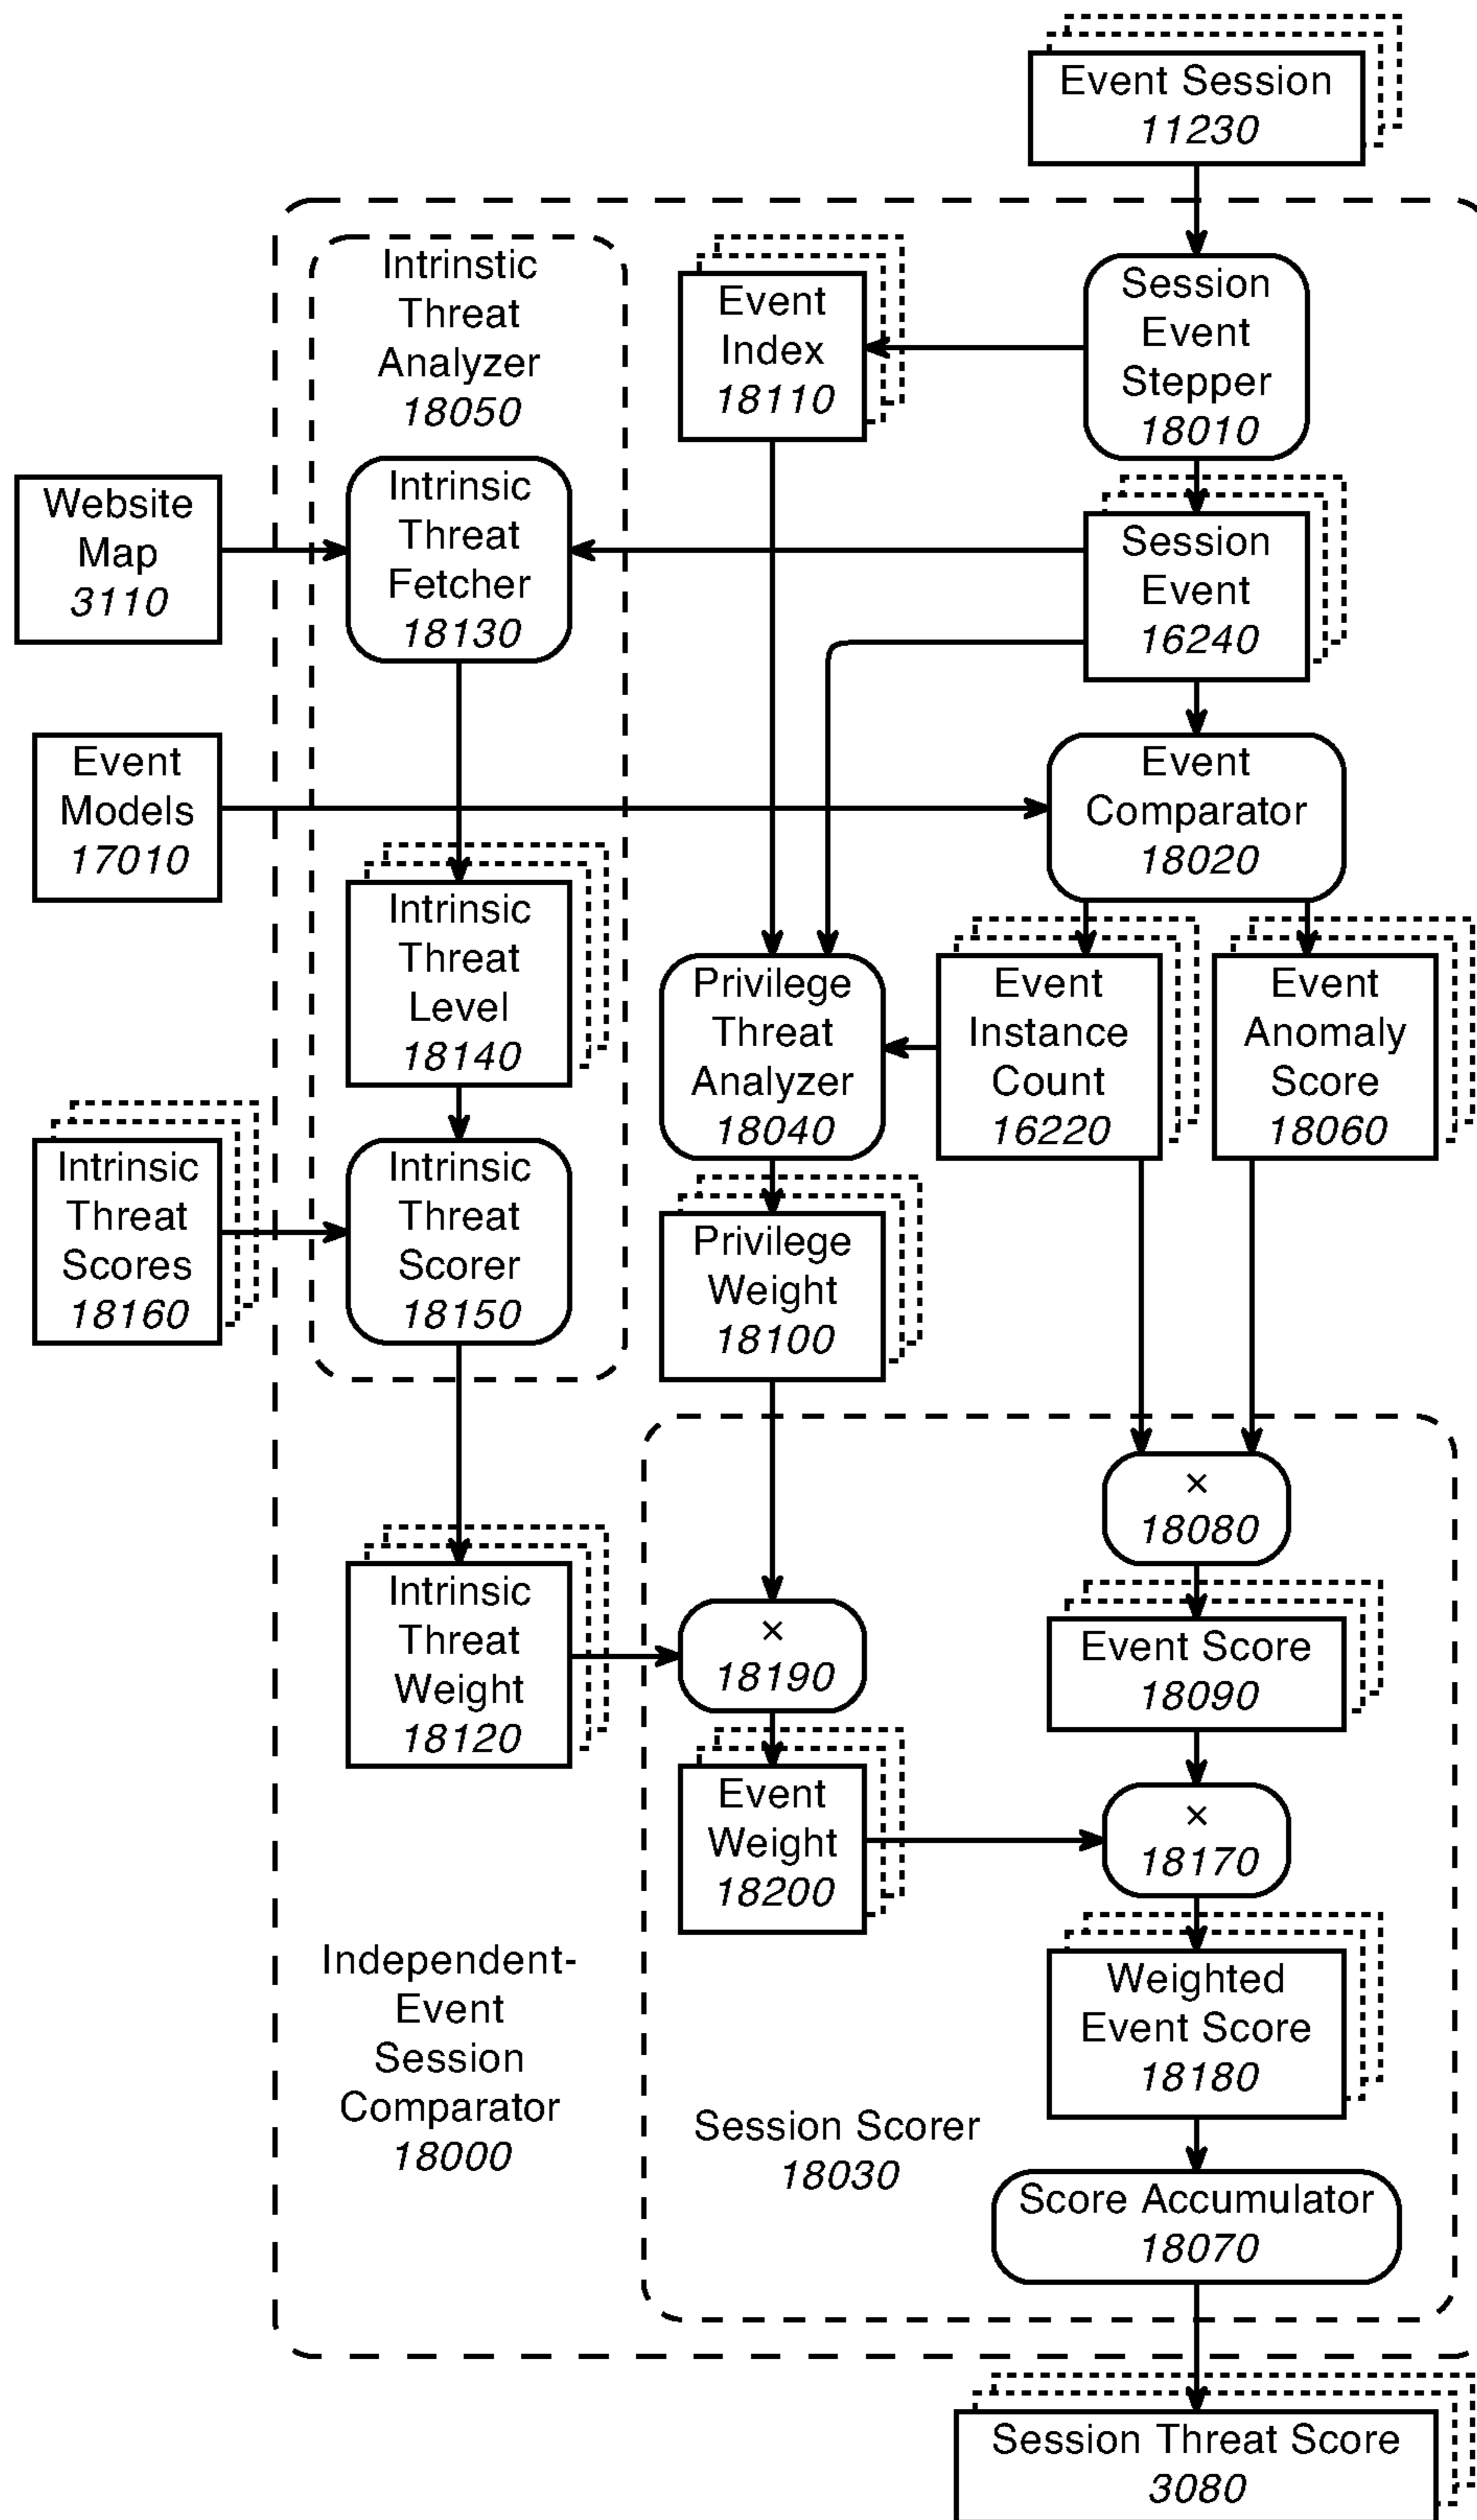 Event Session
11230
Intrinstic
Threat
Analyzer
18050
Event
Index
18110
Session
Event
Stepper
18010
Website
Map
3110
Intrinsic
Threat
Fetcher
18130
Session
Event
16240
Event
Models
17010
Event
Comparator
18020
Intrinsic
Threat
Level
18140
Privilege
Threat
Analyzer
18040
Event
Instance
Count
16220
Event
Anomaly
Score
18060
Intrinsic
Threat
Scores
18160
Intrinsic
Threat
Scorer
18150
Privilege
Weight
18100
×
18080
Intrinsic
Threat
Weight
18120
×
18190
Event Score
18090
Event
Weight
18200
×
18170
Independent-
Event
Session
Comparator
18000
Weighted
Event Score
18180
Session Scorer
18030
Score Accumulator
18070
Session Threat Score
3080